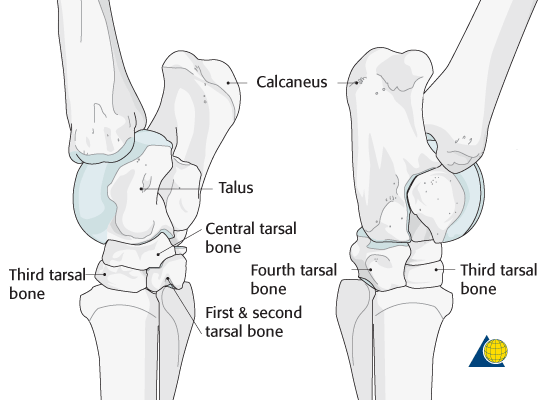 Calcaneus
Talus
Central tarsal
bone
Third tarsal
bone
First & second
tarsal bone
Fourth tarsal
bone
Third tarsal
bone